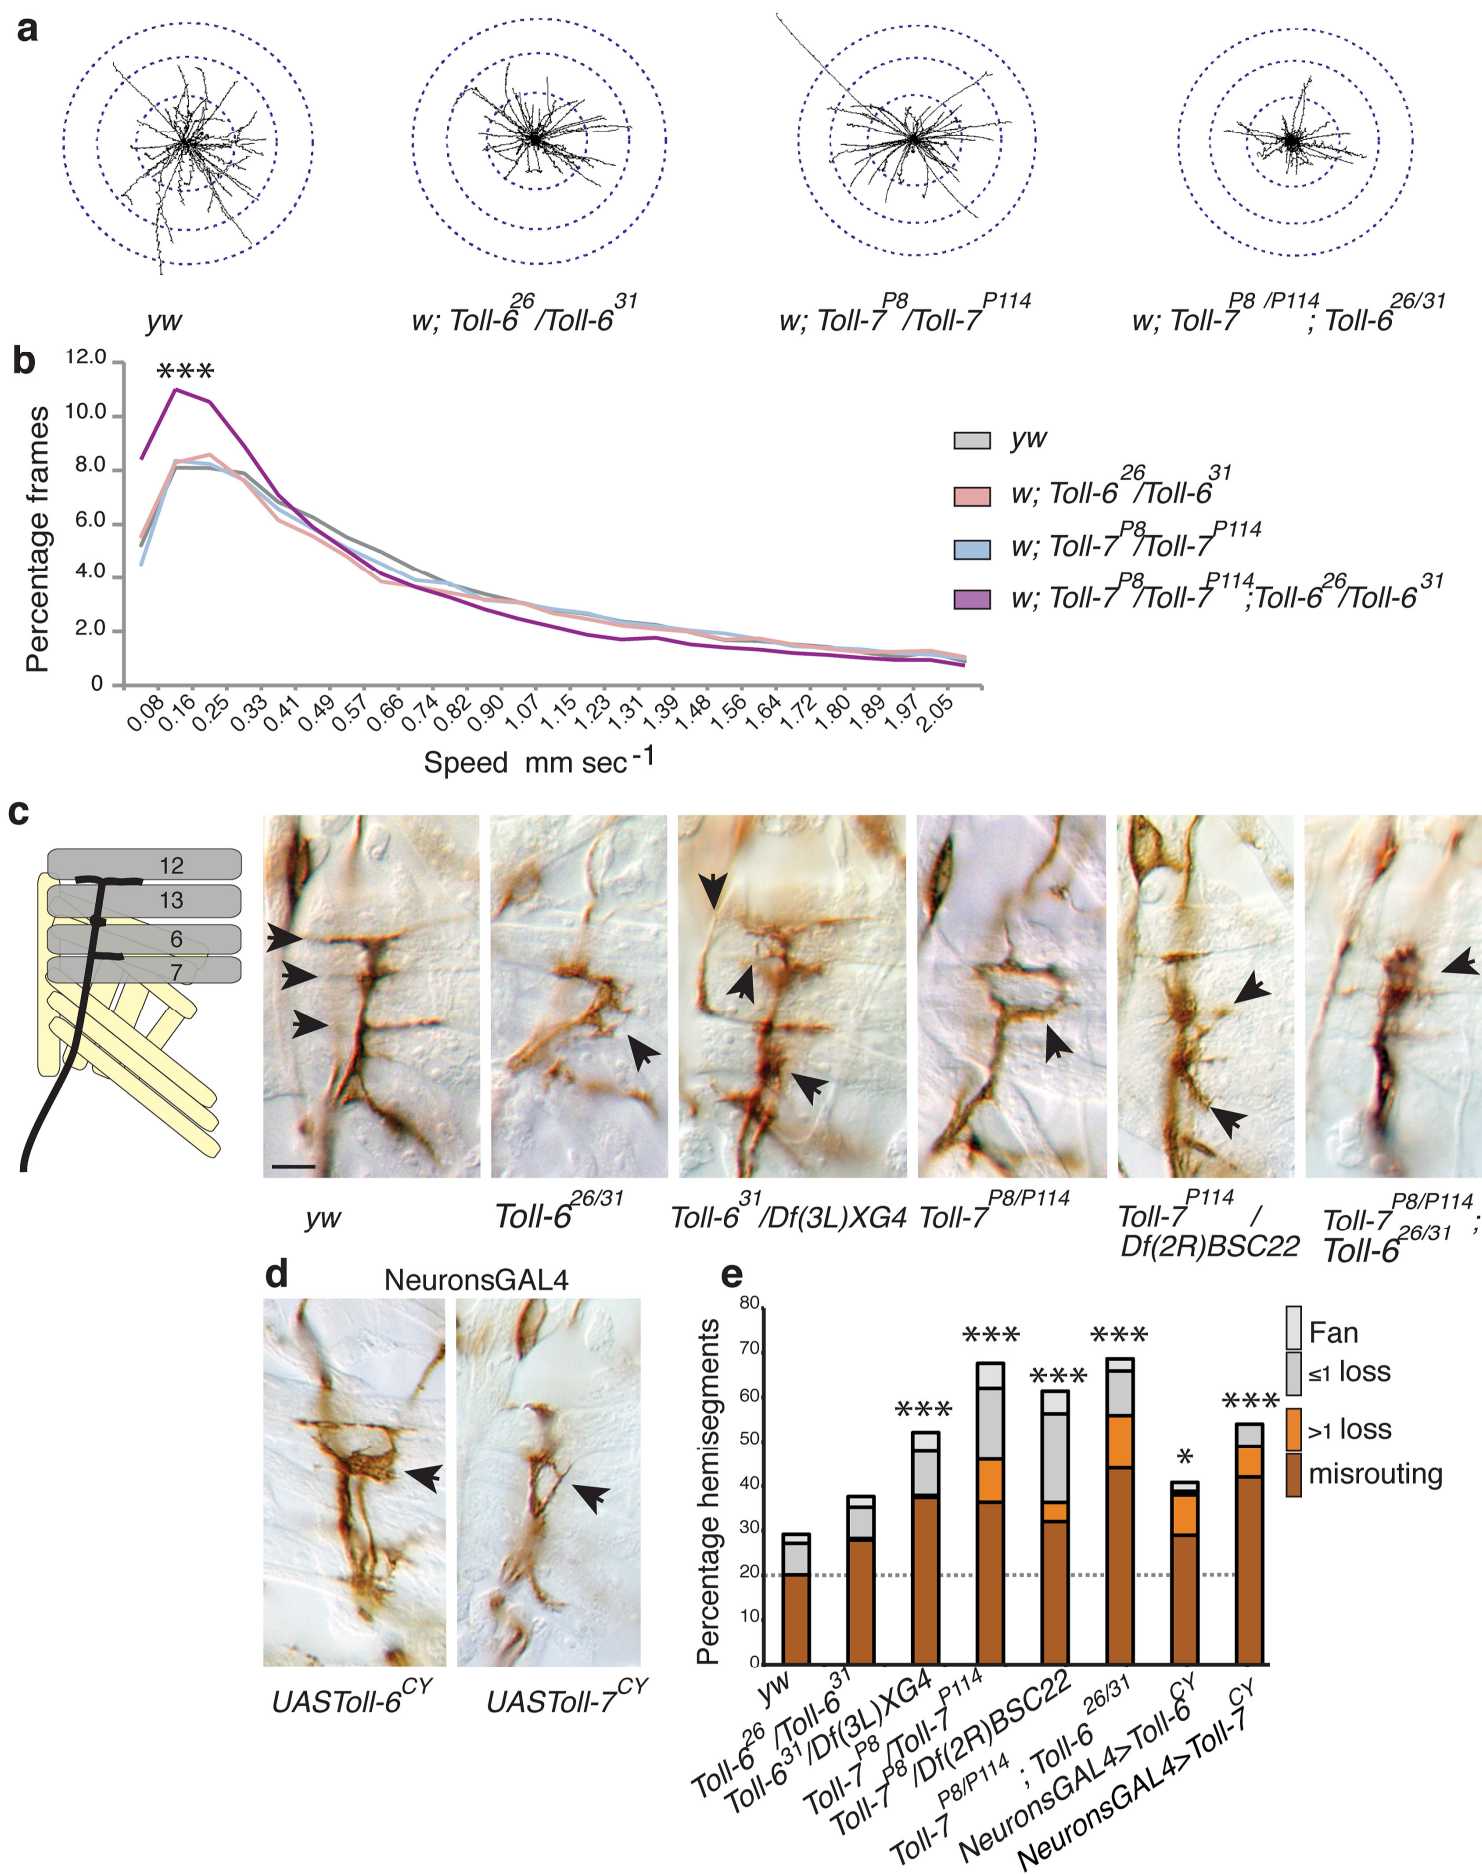 a
yw
w; Toll-6²⁶/Toll-6³¹
w; Toll-7ᴾ⁸/Toll-7ᴾ¹¹⁴
w; Toll-7ᴾ⁸ /ᴾ¹¹⁴; Toll-6²⁶/³¹
b
Percentage frames
12.0
10.0
8.0
6.0
4.0
2.0
0
***
0.08 0.16 0.25 0.33 0.41 0.49 0.57 0.66 0.74 0.82 0.90 1.07 1.15 1.23 1.31 1.39 1.48 1.56 1.64 1.72 1.80 1.89 1.97 2.05
Speed mm sec⁻¹
yw
w; Toll-6²⁶/Toll-6³¹
w; Toll-7ᴾ⁸/Toll-7ᴾ¹¹⁴
w; Toll-7ᴾ⁸/Toll-7ᴾ¹¹⁴;Toll-6²⁶/Toll-6³¹
c
12
13
6
7
yw
Toll-6²⁶/³¹
Toll-6³¹/Df(3L)XG4
Toll-7ᴾ⁸/ᴾ¹¹⁴
Toll-7ᴾ¹¹⁴ /
Df(2R)BSC22
Toll-7ᴾ⁸/ᴾ¹¹⁴;
Toll-6²⁶/³¹
d
NeuronsGAL4
UASToll-6ᶜʸ
UASToll-7ᶜʸ
e
Percentage hemisegments
80
70
60
50
40
30
20
10
0
***
***
***
***
*
***
Fan
≤1 loss
>1 loss
misrouting
yw
Toll-6²⁶/Toll-6³¹
Toll-6³¹/Df(3L)XG4
Toll-7ᴾ⁸/Toll-7ᴾ¹¹⁴
Toll-7ᴾ⁸/Df(2R)BSC22
Toll-7ᴾ⁸/ᴾ¹¹⁴; Toll-6²⁶/³¹
NeuronsGAL4>Toll-6ᶜʸ
NeuronsGAL4>Toll-7ᶜʸ